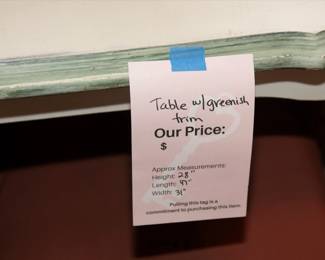 Table w/greenish
trim
Our Price:
$
Approx Measurements:
Height: 28"
Length: 47"
Width: 31"
Pulling this tag is a
commitment to purchasing this item.